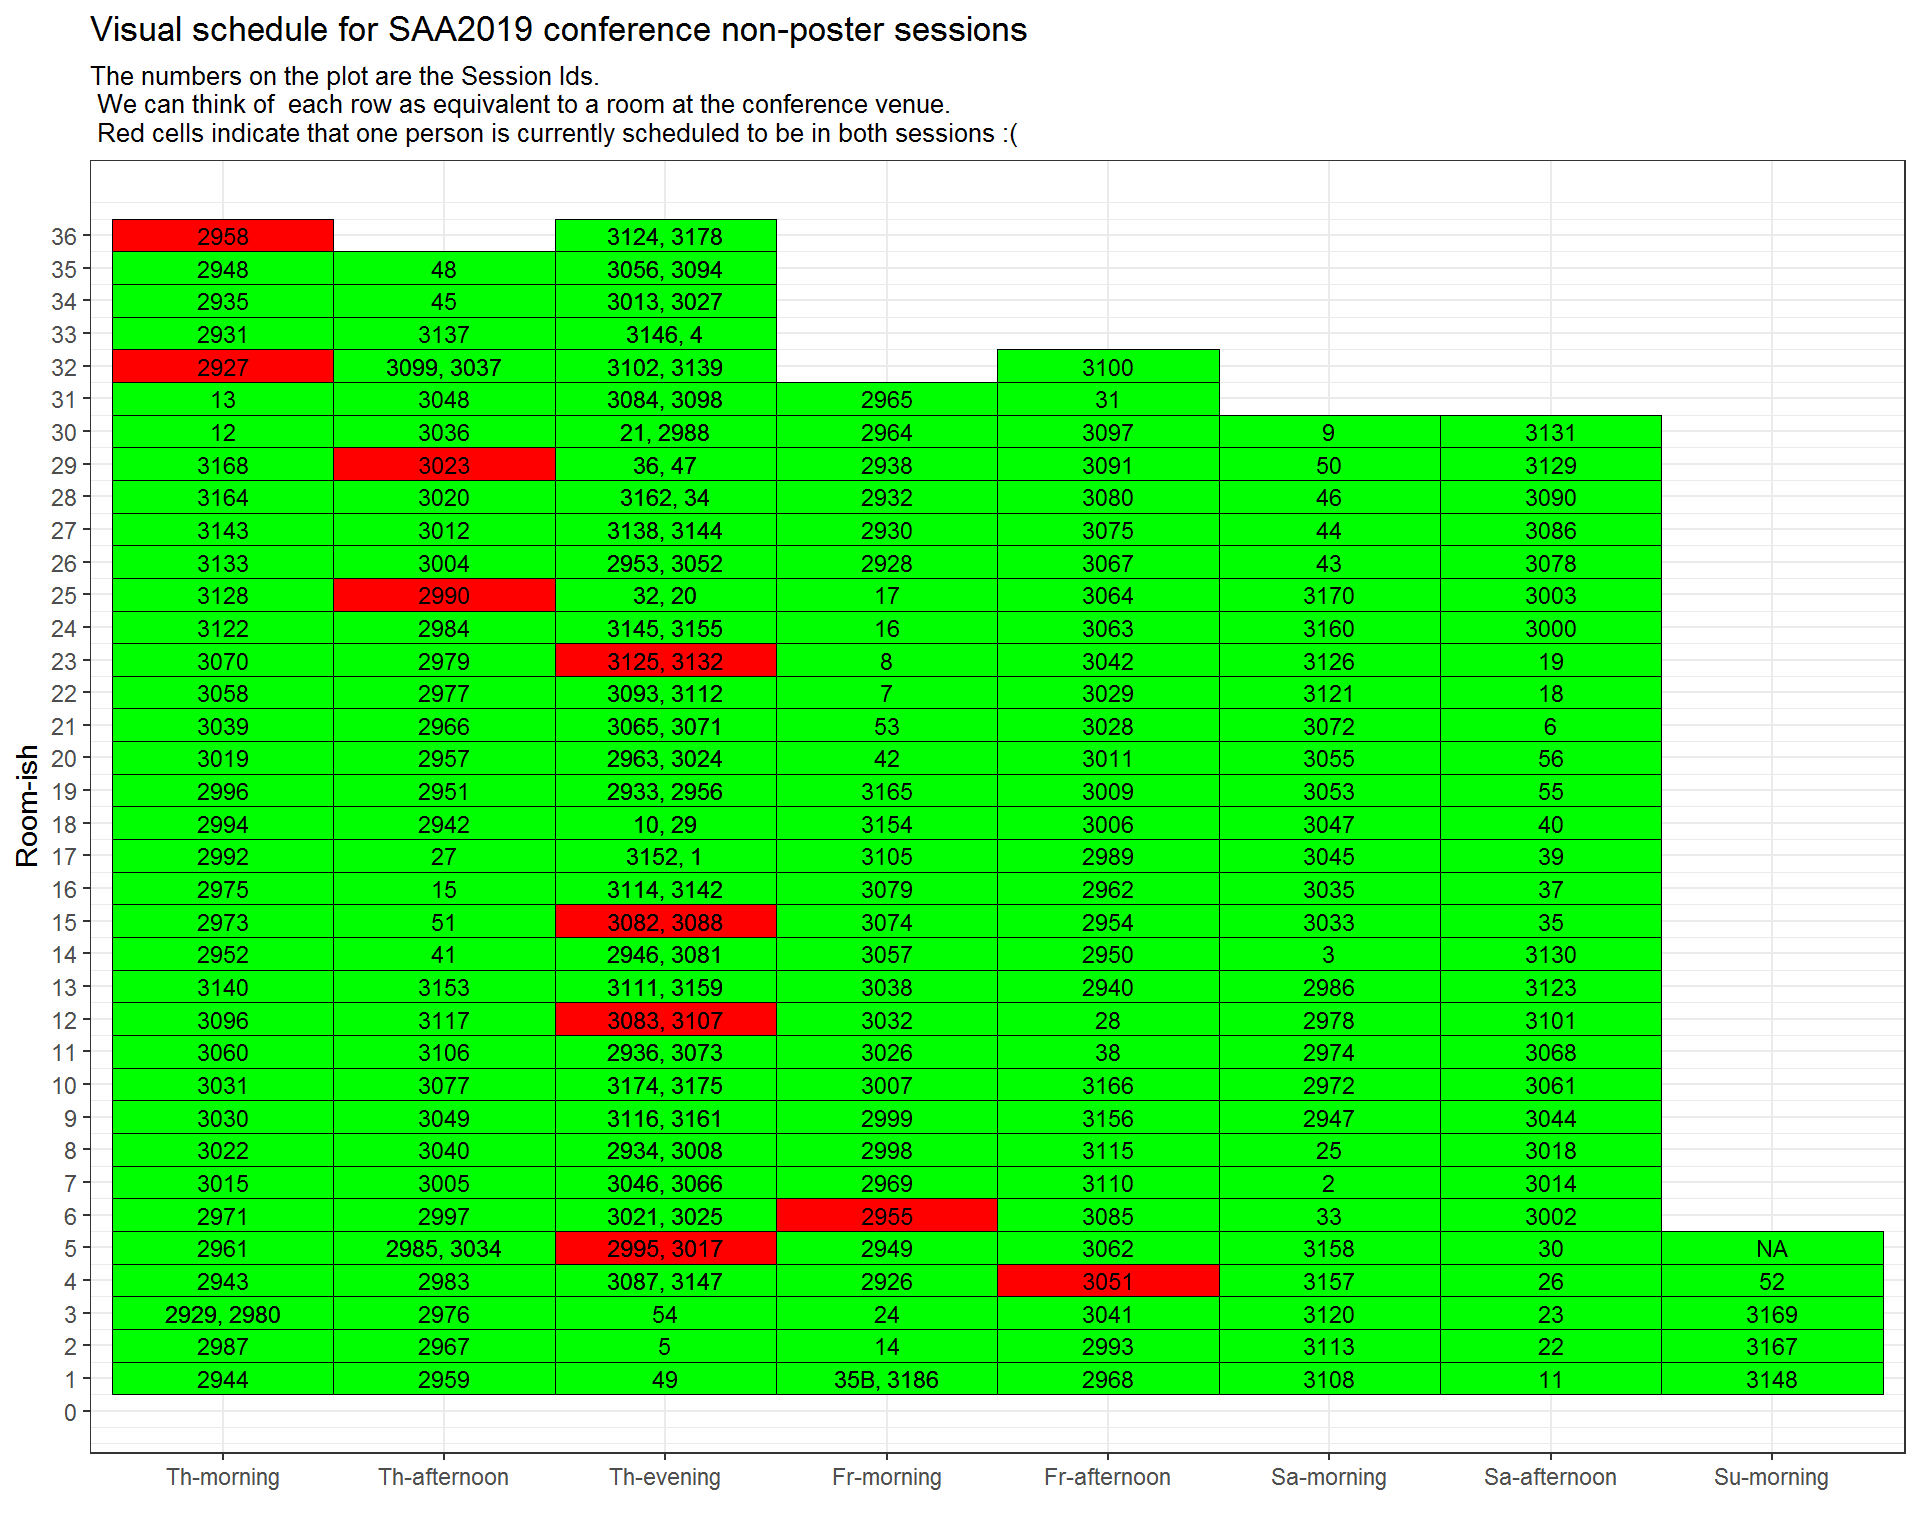 Visual schedule for SAA2019 conference non-poster sessions
The numbers on the plot are the Session Ids.
We can think of  each row as equivalent to a room at the conference venue.
Red cells indicate that one person is currently scheduled to be in both sessions :(
Room-ish
36 2958 3124, 3178
35 2948 48 3056, 3094
34 2935 45 3013, 3027
33 2931 3137 3146, 4
32 2927 3099, 3037 3102, 3139 3100
31 13 3048 3084, 3098 2965 31
30 12 3036 21, 2988 2964 3097 9 3131
29 3168 3023 36, 47 2938 3091 50 3129
28 3164 3020 3162, 34 2932 3080 46 3090
27 3143 3012 3138, 3144 2930 3075 44 3086
26 3133 3004 2953, 3052 2928 3067 43 3078
25 3128 2990 32, 20 17 3064 3170 3003
24 3122 2984 3145, 3155 16 3063 3160 3000
23 3070 2979 3125, 3132 8 3042 3126 19
22 3058 2977 3093, 3112 7 3029 3121 18
21 3039 2966 3065, 3071 53 3028 3072 6
20 3019 2957 2963, 3024 42 3011 3055 56
19 2996 2951 2933, 2956 3165 3009 3053 55
18 2994 2942 10, 29 3154 3006 3047 40
17 2992 27 3152, 1 3105 2989 3045 39
16 2975 15 3114, 3142 3079 2962 3035 37
15 2973 51 3082, 3088 3074 2954 3033 35
14 2952 41 2946, 3081 3057 2950 3 3130
13 3140 3153 3111, 3159 3038 2940 2986 3123
12 3096 3117 3083, 3107 3032 28 2978 3101
11 3060 3106 2936, 3073 3026 38 2974 3068
10 3031 3077 3174, 3175 3007 3166 2972 3061
9 3030 3049 3116, 3161 2999 3156 2947 3044
8 3022 3040 2934, 3008 2998 3115 25 3018
7 3015 3005 3046, 3066 2969 3110 2 3014
6 2971 2997 3021, 3025 2955 3085 33 3002
5 2961 2985, 3034 2995, 3017 2949 3062 3158 30 NA
4 2943 2983 3087, 3147 2926 3051 3157 26 52
3 2929, 2980 2976 54 24 3041 3120 23 3169
2 2987 2967 5 14 2993 3113 22 3167
1 2944 2959 49 35B, 3186 2968 3108 11 3148
0
Th-morning Th-afternoon Th-evening Fr-morning Fr-afternoon Sa-morning Sa-afternoon Su-morning